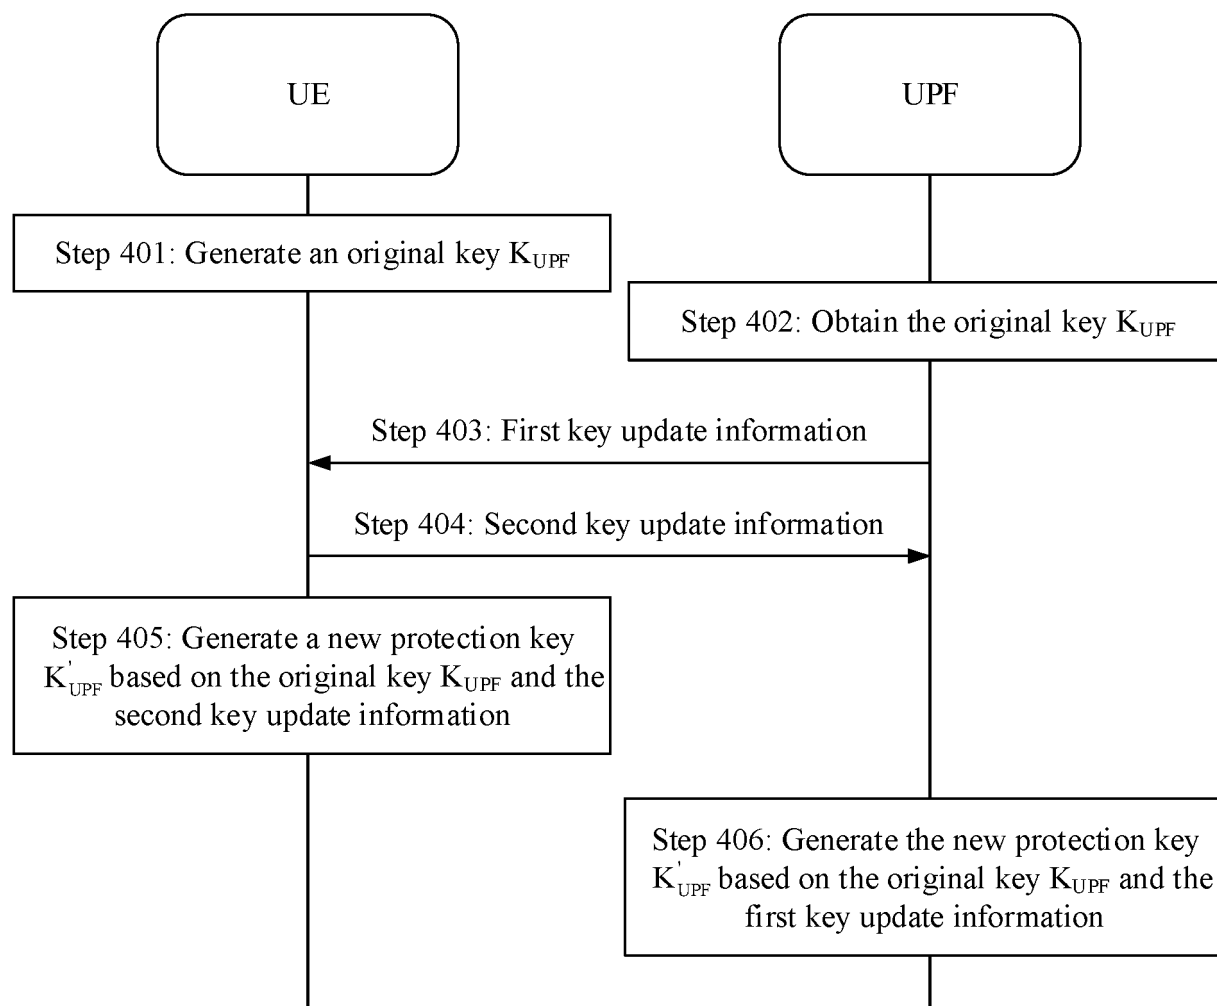 UE
UPF
Step 401: Generate an original key K_UPF
Step 402: Obtain the original key K_UPF
Step 403: First key update information
Step 404: Second key update information
Step 405: Generate a new protection key
K'_UPF based on the original key K_UPF and the
second key update information
Step 406: Generate the new protection key
K'_UPF based on the original key K_UPF and the
first key update information